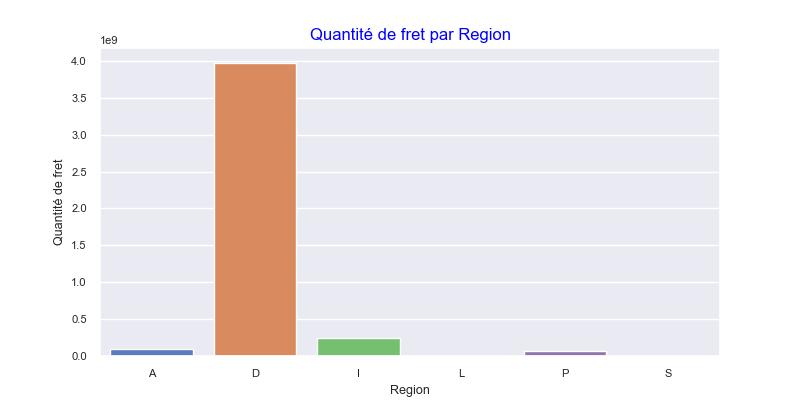 Quantité de fret par Region
1e9
4.0
3.5
3.0
2.5
2.0
1.5
1.0
0.5
0.0
Quantité de fret
A D I L P S
Region